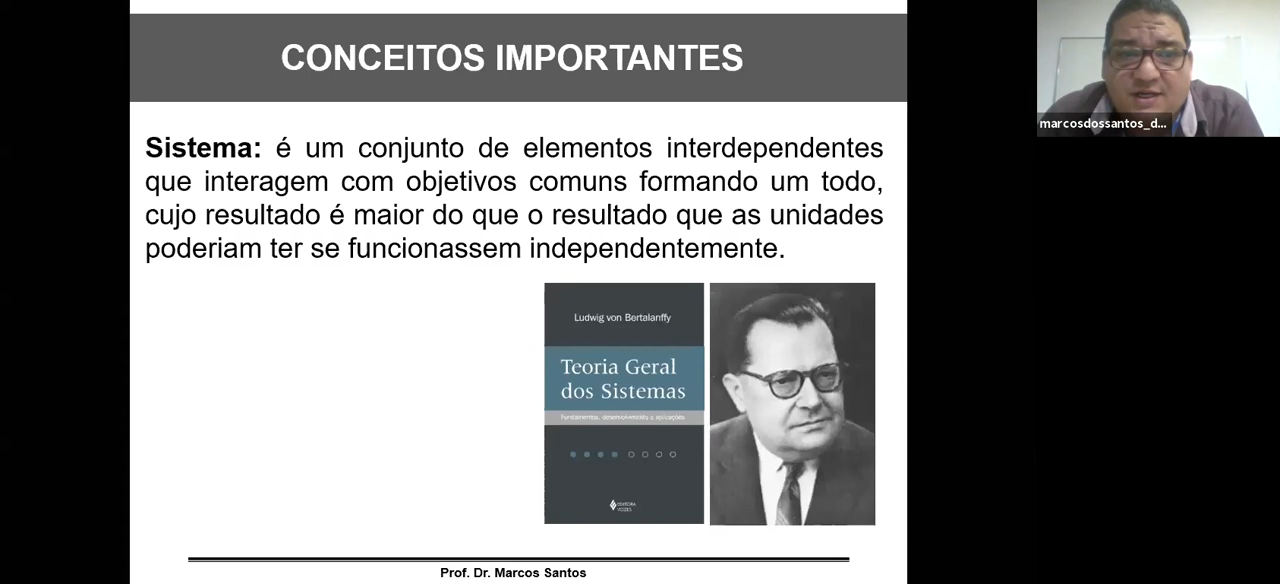 CONCEITOS IMPORTANTES
marcosdossantos_d...
Sistema: é um conjunto de elementos interdependentes
que interagem com objetivos comuns formando um todo,
cujo resultado é maior do que o resultado que as unidades
poderiam ter se funcionassem independentemente.
Ludwig von Bertalanffy
Teoria Geral
dos Sistemas
Fundamentos, desenvolvimento e aplicações
EDITORA
VOZES
Prof. Dr. Marcos Santos